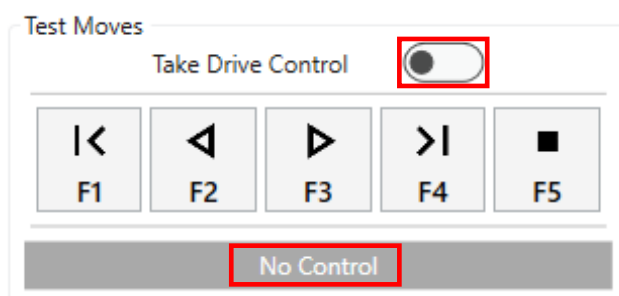 Test Moves
Take Drive Control
F1 F2 F3 F4 F5
No Control